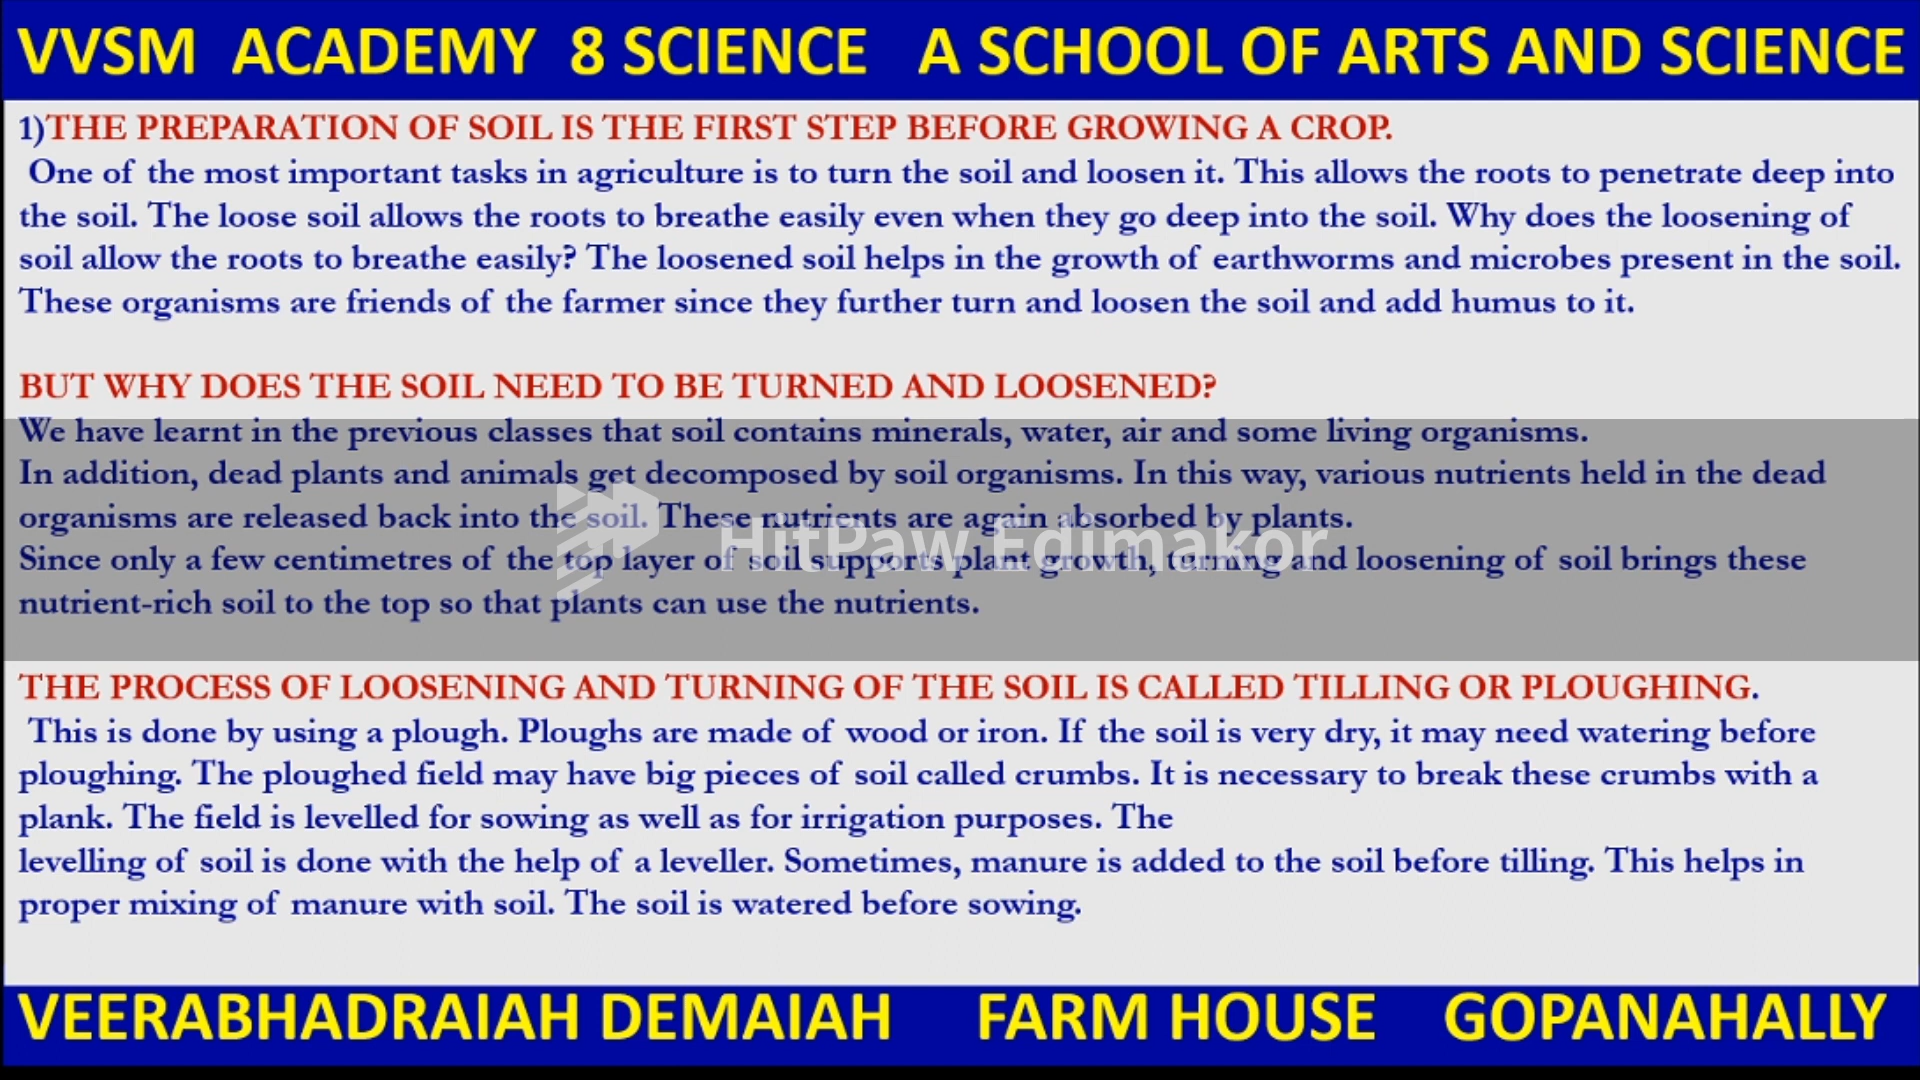 VVSM ACADEMY 8 SCIENCE A SCHOOL OF ARTS AND SCIENCE
1)THE PREPARATION OF SOIL IS THE FIRST STEP BEFORE GROWING A CROP.
One of the most important tasks in agriculture is to turn the soil and loosen it. This allows the roots to penetrate deep into
the soil. The loose soil allows the roots to breathe easily even when they go deep into the soil. Why does the loosening of
soil allow the roots to breathe easily? The loosened soil helps in the growth of earthworms and microbes present in the soil.
These organisms are friends of the farmer since they further turn and loosen the soil and add humus to it.
BUT WHY DOES THE SOIL NEED TO BE TURNED AND LOOSENED?
We have learnt in the previous classes that soil contains minerals, water, air and some living organisms.
In addition, dead plants and animals get decomposed by soil organisms. In this way, various nutrients held in the dead
organisms are released back into the soil. These nutrients are again absorbed by plants.
HitPaw Edimakor
Since only a few centimetres of the top layer of soil supports plant growth, turning and loosening of soil brings these
nutrient-rich soil to the top so that plants can use the nutrients.
THE PROCESS OF LOOSENING AND TURNING OF THE SOIL IS CALLED TILLING OR PLOUGHING.
This is done by using a plough. Ploughs are made of wood or iron. If the soil is very dry, it may need watering before
ploughing. The ploughed field may have big pieces of soil called crumbs. It is necessary to break these crumbs with a
plank. The field is levelled for sowing as well as for irrigation purposes. The
levelling of soil is done with the help of a leveller. Sometimes, manure is added to the soil before tilling. This helps in
proper mixing of manure with soil. The soil is watered before sowing.
VEERABHADRAIAH DEMAIAH FARM HOUSE GOPANAHALLY